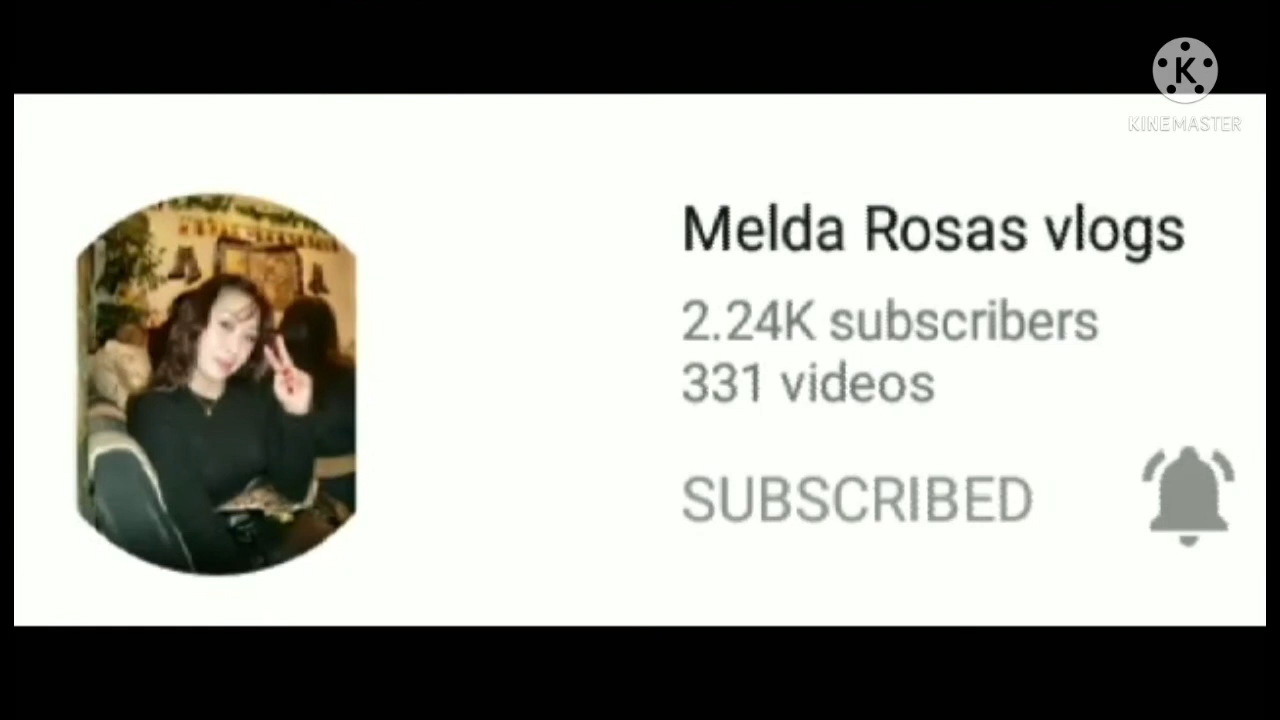 K
KINEMASTER
Melda Rosas vlogs
2.24K subscribers
331 videos
SUBSCRIBED